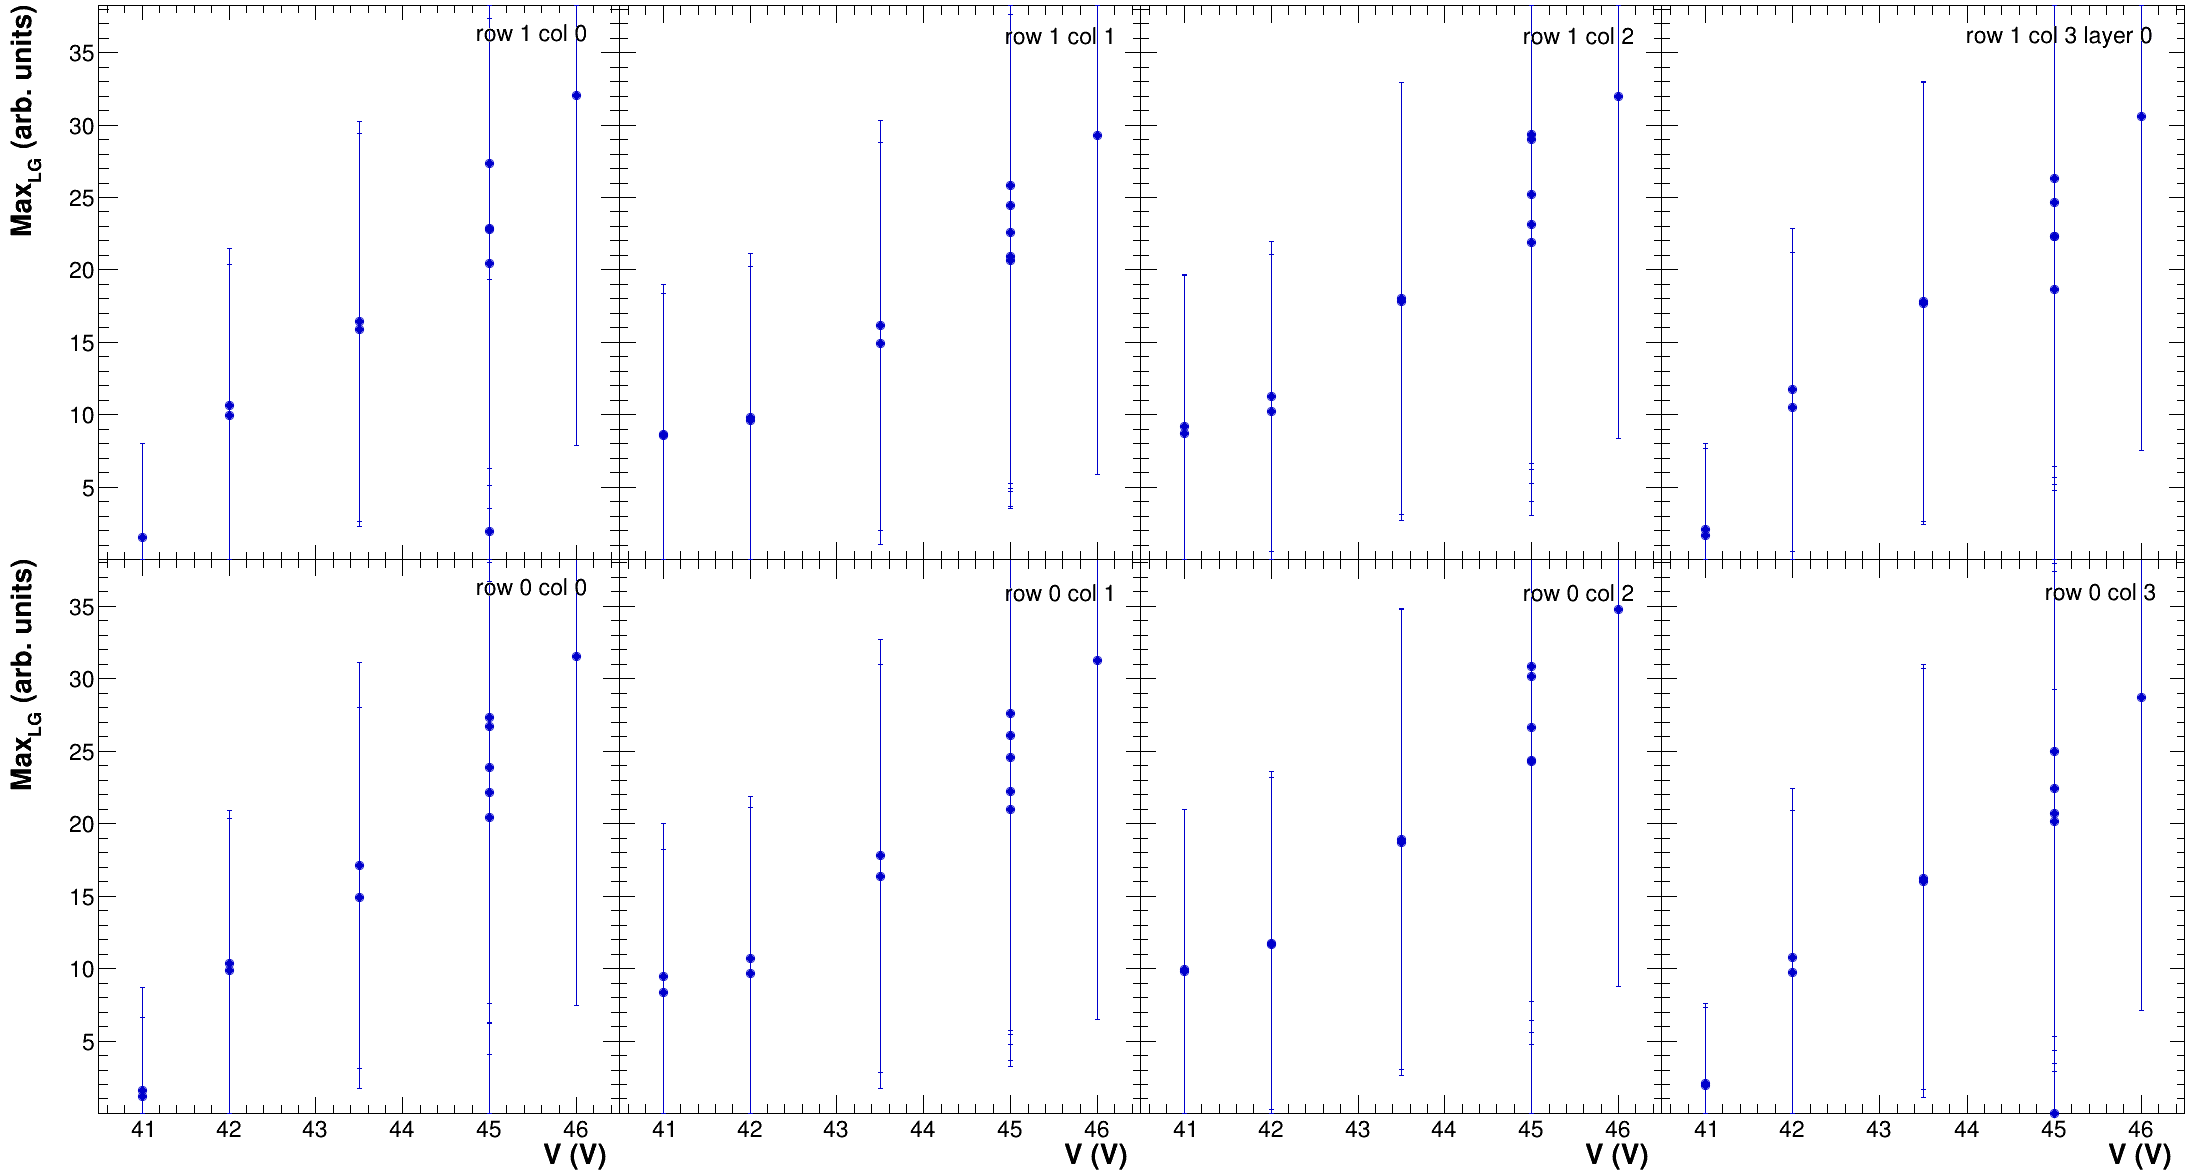 Max_LG (arb. units)
row 1 col 0
row 1 col 1
row 1 col 2
row 1 col 3 layer 0
35
30
25
20
15
10
5
Max_LG (arb. units)
row 0 col 0
row 0 col 1
row 0 col 2
row 0 col 3
35
30
25
20
15
10
5
41 42 43 44 45 46 41 42 43 44 45 46 41 42 43 44 45 46 41 42 43 44 45 46
V (V) V (V) V (V) V (V)